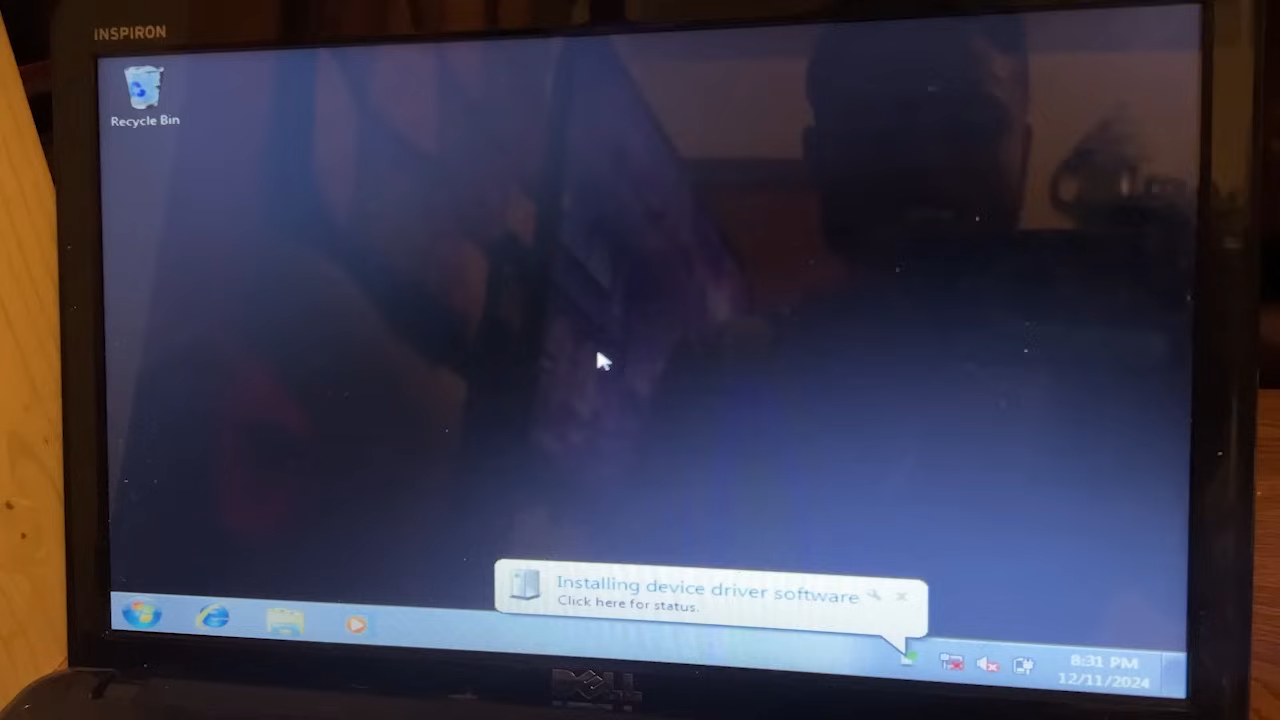 INSPIRON
Recycle Bin
Installing device driver software
Click here for status.
8:31 PM
12/11/2024
DELL